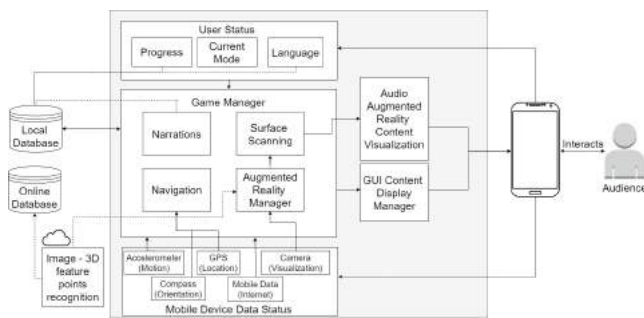 User Status
Progress
Current
Mode
Language
Game Manager
Local
Database
Narrations
Surface
Scanning
Audio
Augmented
Reality
Content
Visualization
Interacts
Audience
Online
Database
Navigation
Augmented
Reality
Manager
GUI Content
Display
Manager
Image - 3D
feature
points
recognition
Accelerometer
(Motion)
GPS
(Location)
Camera
(Visualization)
Compass
(Orientation)
Mobile Data
(Internet)
Mobile Device Data Status